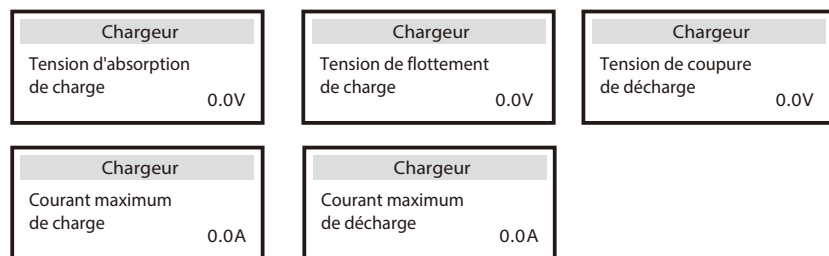 Chargeur
Tension d'absorption
de charge
0.0V
Chargeur
Tension de flottement
de charge
0.0V
Chargeur
Tension de coupure
de décharge
0.0V
Chargeur
Courant maximum
de charge
0.0A
Chargeur
Courant maximum
de décharge
0.0A